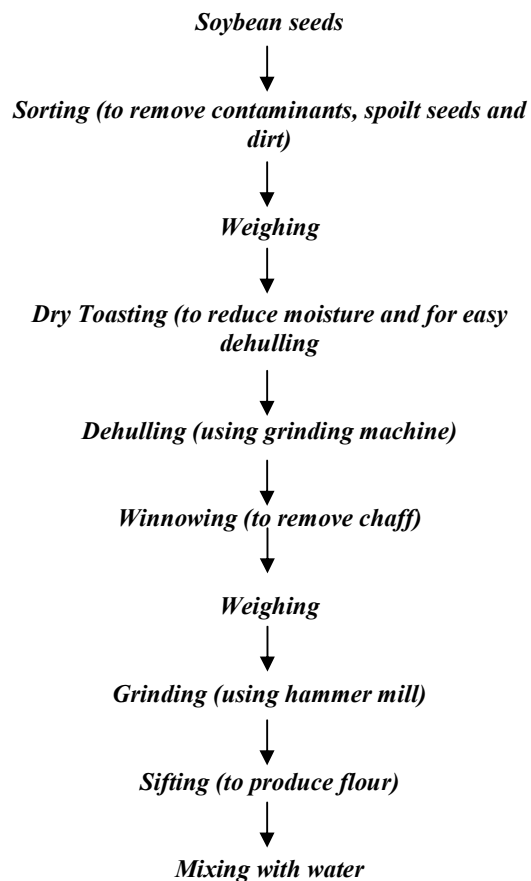 Soybean seeds
Sorting (to remove contaminants, spoilt seeds and
dirt)
Weighing
Dry Toasting (to reduce moisture and for easy
dehulling
Dehulling (using grinding machine)
Winnowing (to remove chaff)
Weighing
Grinding (using hammer mill)
Sifting (to produce flour)
Mixing with water